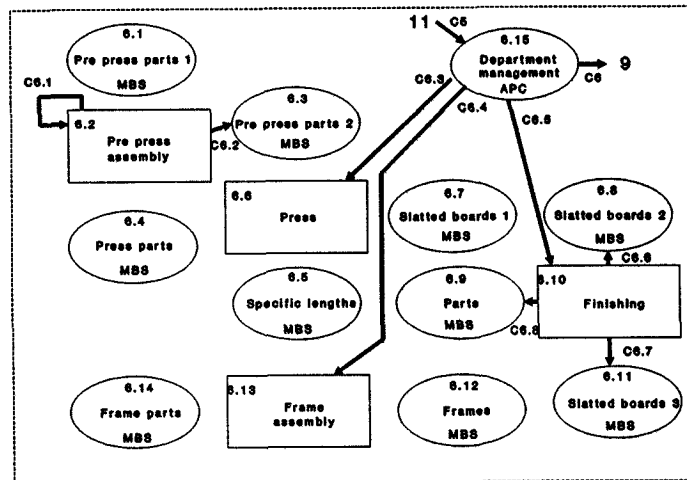 11
C5
6.15
Department
management
APC
C6
9
6.1
Pre press parts 1
MBS
C6.1
6.2
Pre press
assembly
C6.2
6.3
Pre press parts 2
MBS
C6.3
C6.4
C6.5
6.6
Press
6.7
Slatted boards 1
MBS
6.8
Slatted boards 2
MBS
6.4
Press parts
MBS
6.5
Specific lengths
MBS
6.9
Parts
MBS
C6.6
6.10
Finishing
C6.8
C6.7
6.14
Frame parts
MBS
6.13
Frame
assembly
6.12
Frames
MBS
6.11
Slatted boards 3
MBS